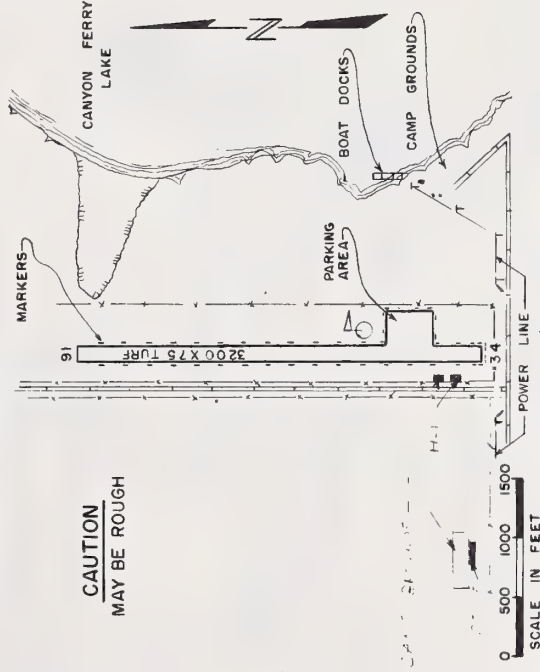 CANYON FERRY
LAKE
N
MARKERS
BOAT DOCKS
CAMP GROUNDS
PARKING
AREA
16
3200 X 75 TURF
34
POWER LINE
CAUTION
MAY BE ROUGH
0 500 1000 1500
SCALE IN FEET